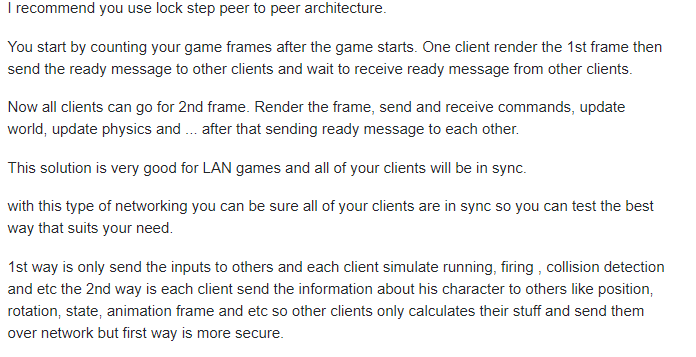 I recommend you use lock step peer to peer architecture.
You start by counting your game frames after the game starts. One client render the 1st frame then
send the ready message to other clients and wait to receive ready message from other clients.
Now all clients can go for 2nd frame. Render the frame, send and receive commands, update
world, update physics and ... after that sending ready message to each other.
This solution is very good for LAN games and all of your clients will be in sync.
with this type of networking you can be sure all of your clients are in sync so you can test the best
way that suits your need.
1st way is only send the inputs to others and each client simulate running, firing , collision detection
and etc the 2nd way is each client send the information about his character to others like position,
rotation, state, animation frame and etc so other clients only calculates their stuff and send them
over network but first way is more secure.